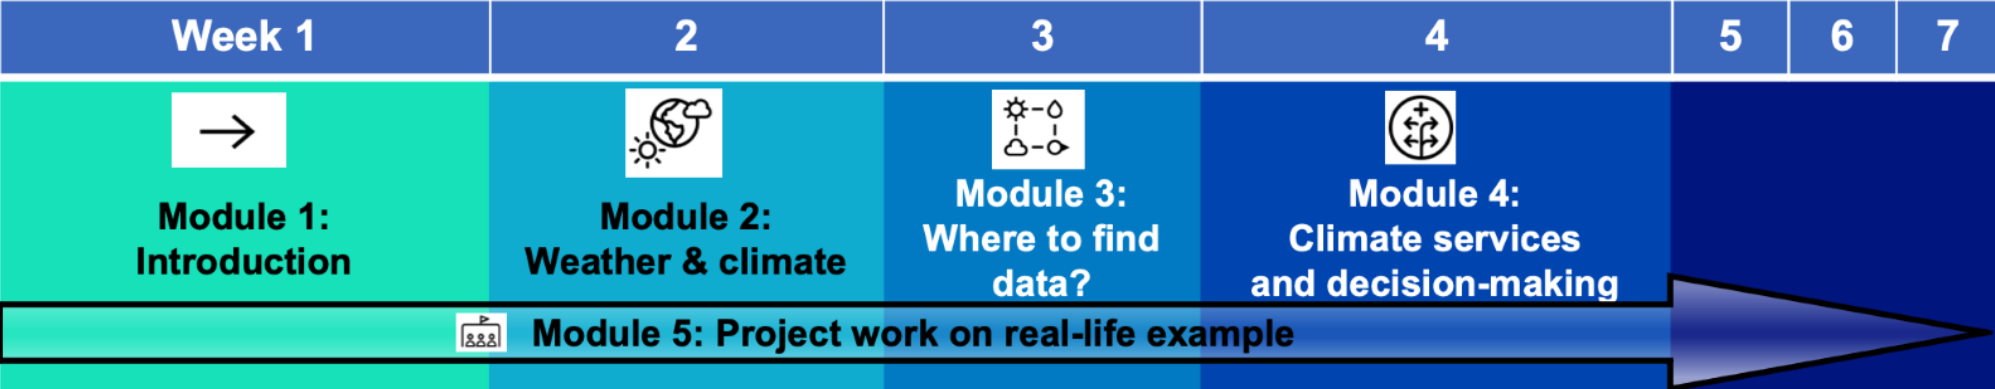 Week 1 2 3 4 5 6 7
Module 1:
Introduction
Module 2:
Weather & climate
Module 3:
Where to find
data?
Module 4:
Climate services
and decision-making
Module 5: Project work on real-life example